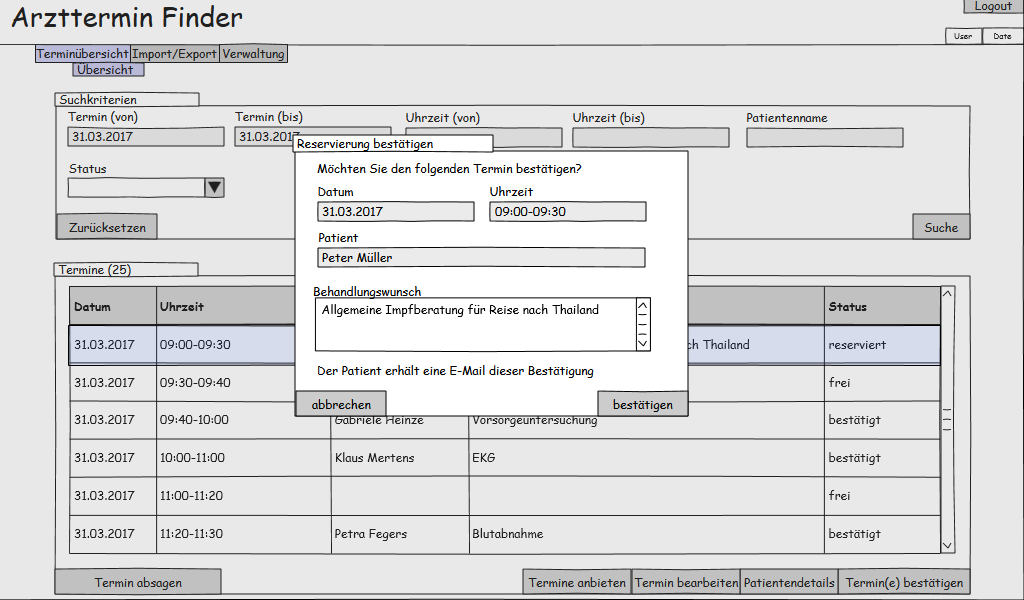 Arzttermin Finder
Logout
User Date
Terminübersicht Import/Export Verwaltung
Übersicht
Suchkriterien
Termin (von) Termin (bis) Uhrzeit (von) Uhrzeit (bis) Patientenname
31.03.2017 31.03.2017
Status
Zurücksetzen Suche
Reservierung bestätigen
Möchten Sie den folgenden Termin bestätigen?
Datum Uhrzeit
31.03.2017 09:00-09:30
Patient
Peter Müller
Behandlungswunsch
Allgemeine Impfberatung für Reise nach Thailand
Der Patient erhält eine E-Mail dieser Bestätigung
abbrechen bestätigen
Termine (25)
Datum Uhrzeit Status
31.03.2017 09:00-09:30 ch Thailand reserviert
31.03.2017 09:30-09:40 frei
31.03.2017 09:40-10:00 Gabriele Heinze Vorsorgeuntersuchung bestätigt
31.03.2017 10:00-11:00 Klaus Mertens EKG bestätigt
31.03.2017 11:00-11:20 frei
31.03.2017 11:20-11:30 Petra Fegers Blutabnahme bestätigt
Termin absagen Termine anbieten Termin bearbeiten Patientendetails Termin(e) bestätigen